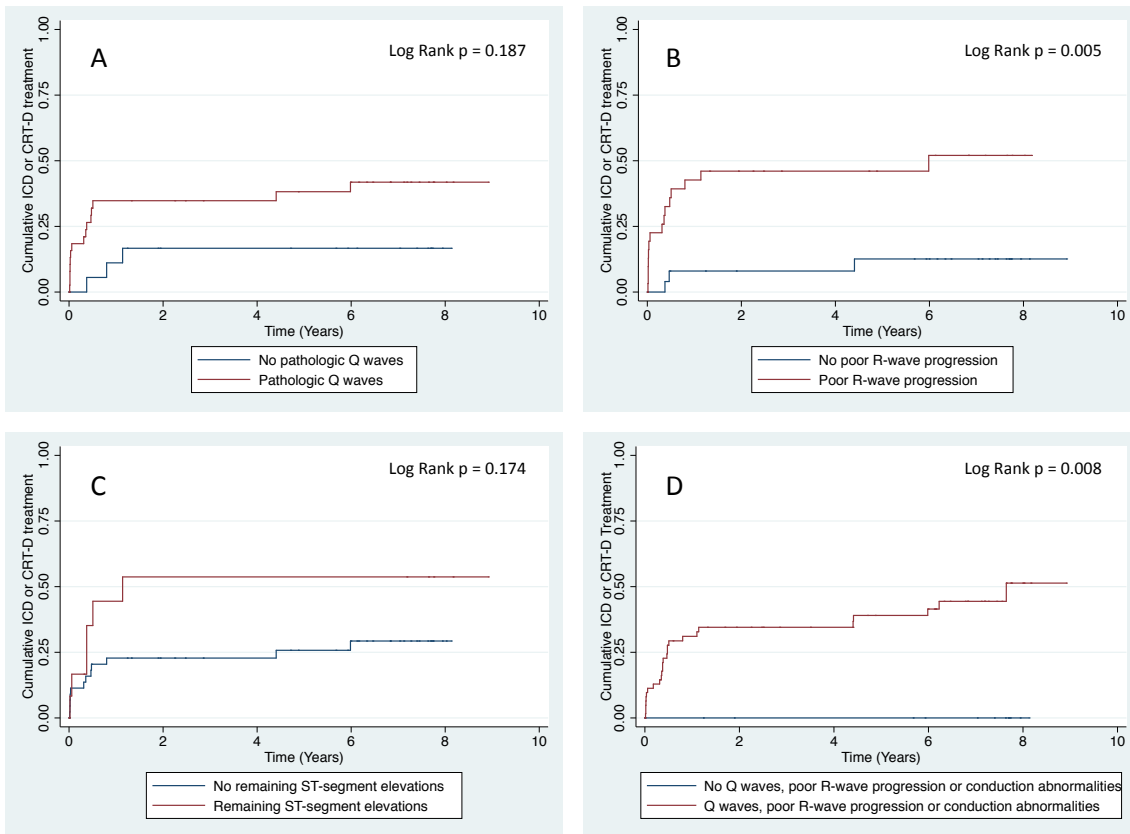 A
Log Rank p = 0.187
Cumulative ICD or CRT-D treatment
1.00
0.75
0.50
0.25
0.00
0 2 4 6 8 10
Time (Years)
No pathologic Q waves
Pathologic Q waves
B
Log Rank p = 0.005
Cumulative ICD or CRT-D treatment
1.00
0.75
0.50
0.25
0.00
0 2 4 6 8 10
Time (Years)
No poor R-wave progression
Poor R-wave progression
C
Log Rank p = 0.174
Cumulative ICD or CRT-D Treatment
1.00
0.75
0.50
0.25
0.00
0 2 4 6 8 10
Time (Years)
No remaining ST-segment elevations
Remaining ST-segment elevations
D
Log Rank p = 0.008
Cumulative ICD or CRT-D Treatment
1.00
0.75
0.50
0.25
0.00
0 2 4 6 8 10
Time (Years)
No Q waves, poor R-wave progression or conduction abnormalities
Q waves, poor R-wave progression or conduction abnormalities